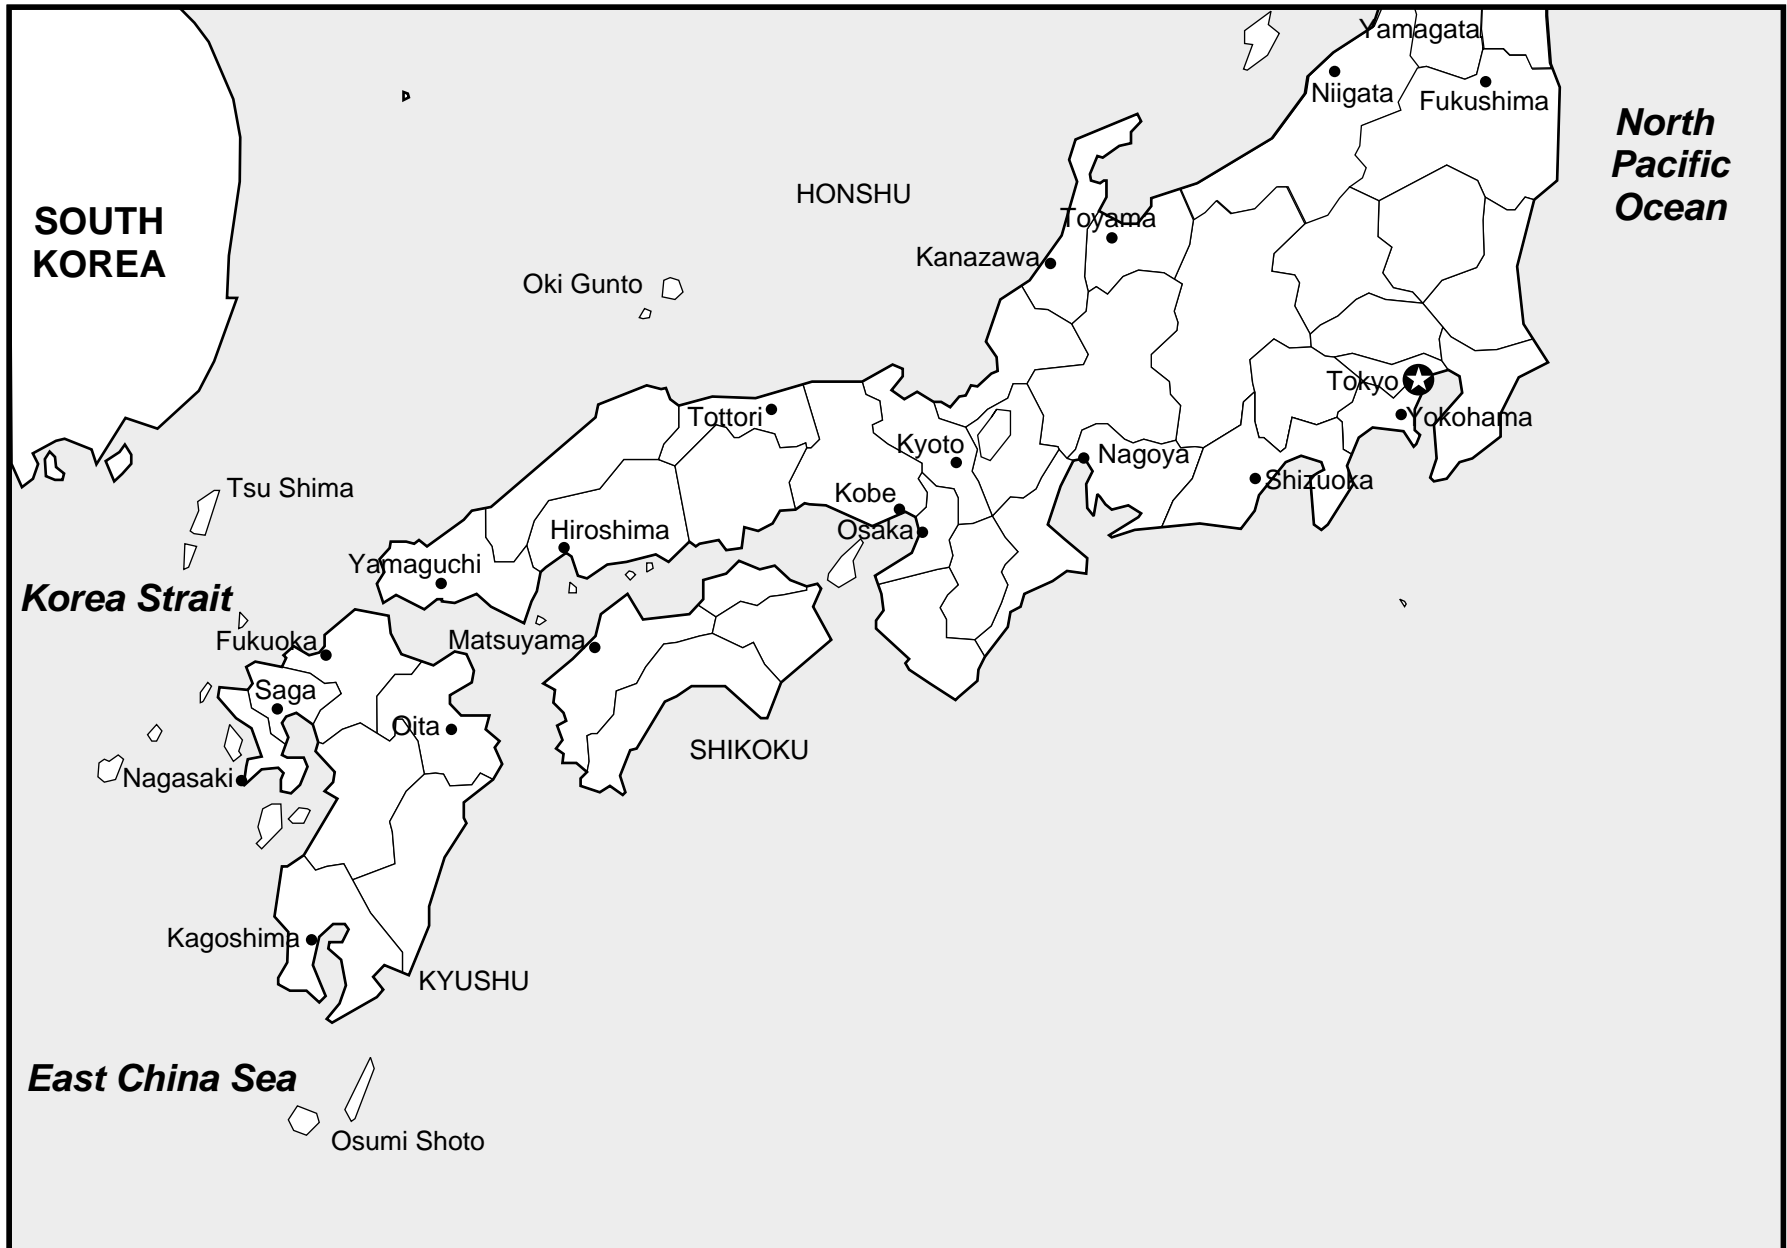 Yamagata
Niigata
Fukushima
North
Pacific
Ocean
HONSHU
SOUTH
KOREA
Toyama
Kanazawa
Oki Gunto
Tokyo
Tottori
Yokohama
Kyoto
Nagoya
Shizuoka
Tsu Shima
Kobe
Osaka
Hiroshima
Yamaguchi
Korea Strait
Fukuoka
Matsuyama
Saga
Oita
SHIKOKU
Nagasaki
Kagoshima
KYUSHU
East China Sea
Osumi Shoto